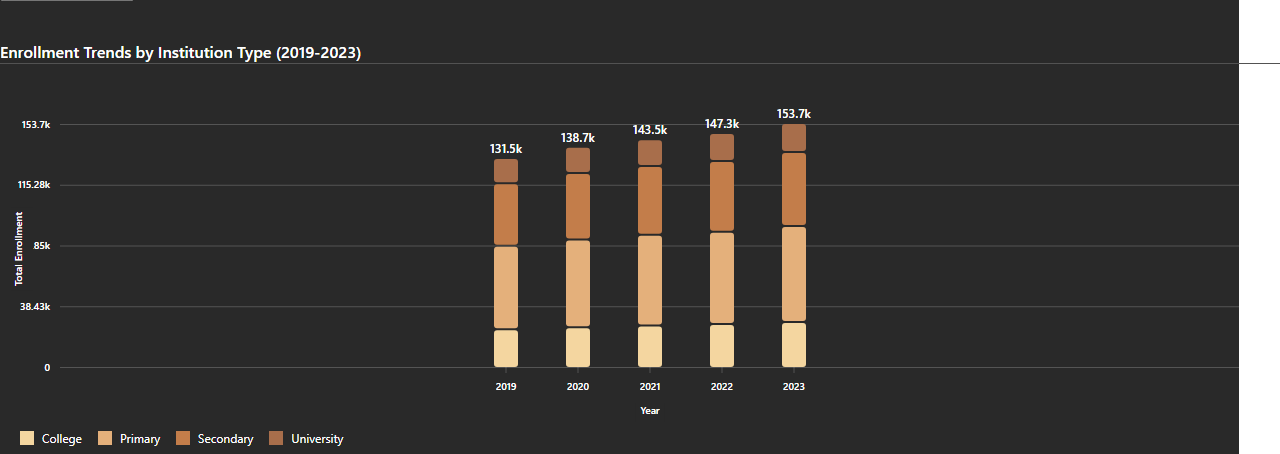 Enrollment Trends by Institution Type (2019-2023)
153.7k
115.28k
85k
38.43k
0
Total Enrollment
131.5k
138.7k
143.5k
147.3k
153.7k
2019
2020
2021
2022
2023
Year
College
Primary
Secondary
University